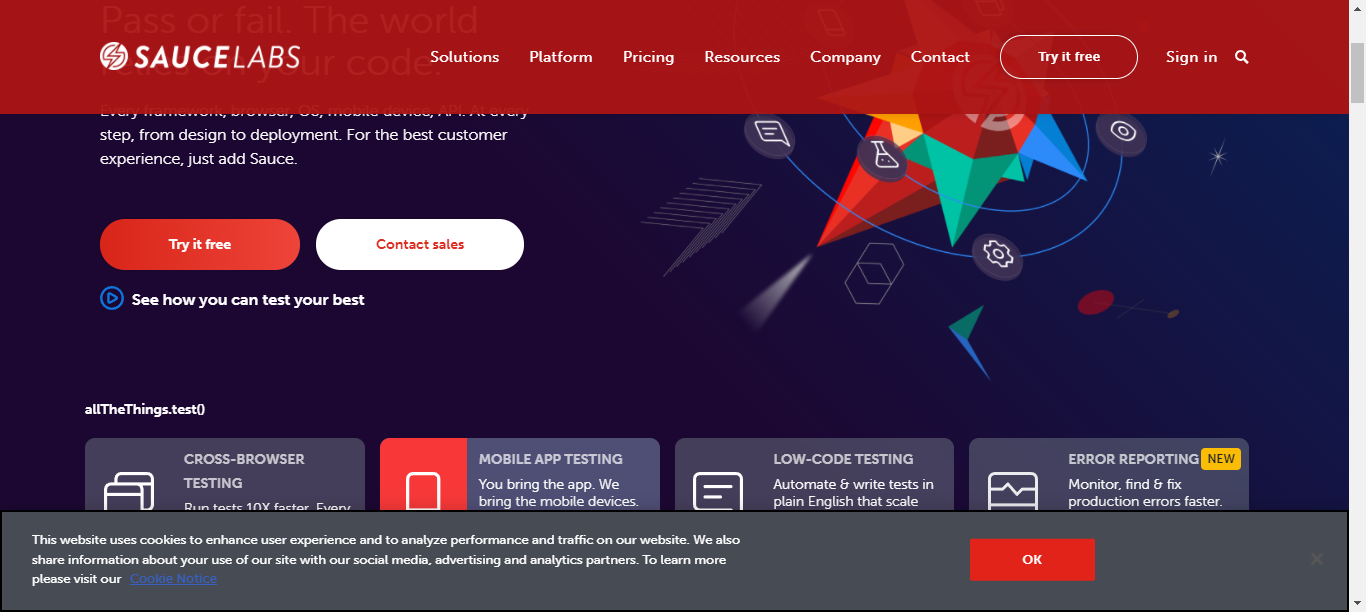 Pass or fail. The world
relies on your code.
SAUCELABS
Solutions
Platform
Pricing
Resources
Company
Contact
Try it free
Sign in
Every framework, browser, OS, mobile device, API. At every
step, from design to deployment. For the best customer
experience, just add Sauce.
Try it free
Contact sales
See how you can test your best
allTheThings.test()
CROSS-BROWSER
TESTING
Run tests 10X faster. Every
MOBILE APP TESTING
You bring the app. We
bring the mobile devices.
LOW-CODE TESTING
Automate & write tests in
plain English that scale
ERROR REPORTING
NEW
Monitor, find & fix
production errors faster.
This website uses cookies to enhance user experience and to analyze performance and traffic on our website. We also
share information about your use of our site with our social media, advertising and analytics partners. To learn more
please visit our Cookie Notice
OK